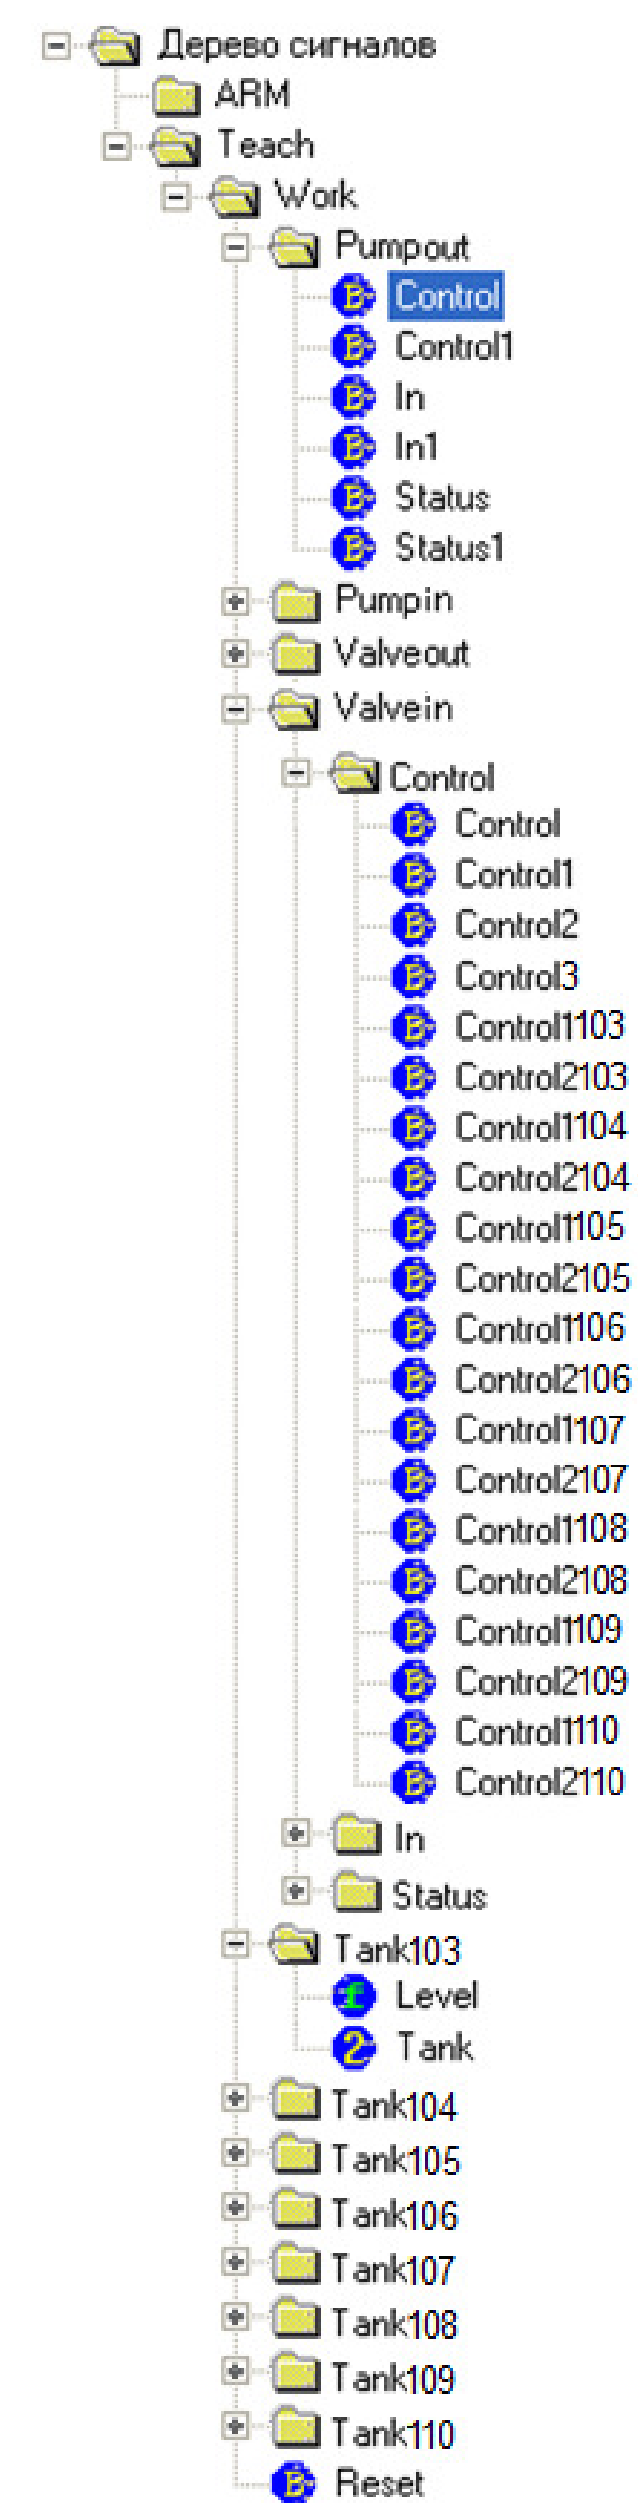 Дерево сигналов
ARM
Teach
Work
Pumpout
Control
Control1
In
In1
Status
Status1
Pumpin
Valveout
Valvein
Control
Control
Control1
Control2
Control3
Control1103
Control2103
Control1104
Control2104
Control1105
Control2105
Control1106
Control2106
Control1107
Control2107
Control1108
Control2108
Control1109
Control2109
Control1110
Control2110
In
Status
Tank103
Level
Tank
Tank104
Tank105
Tank106
Tank107
Tank108
Tank109
Tank110
Reset